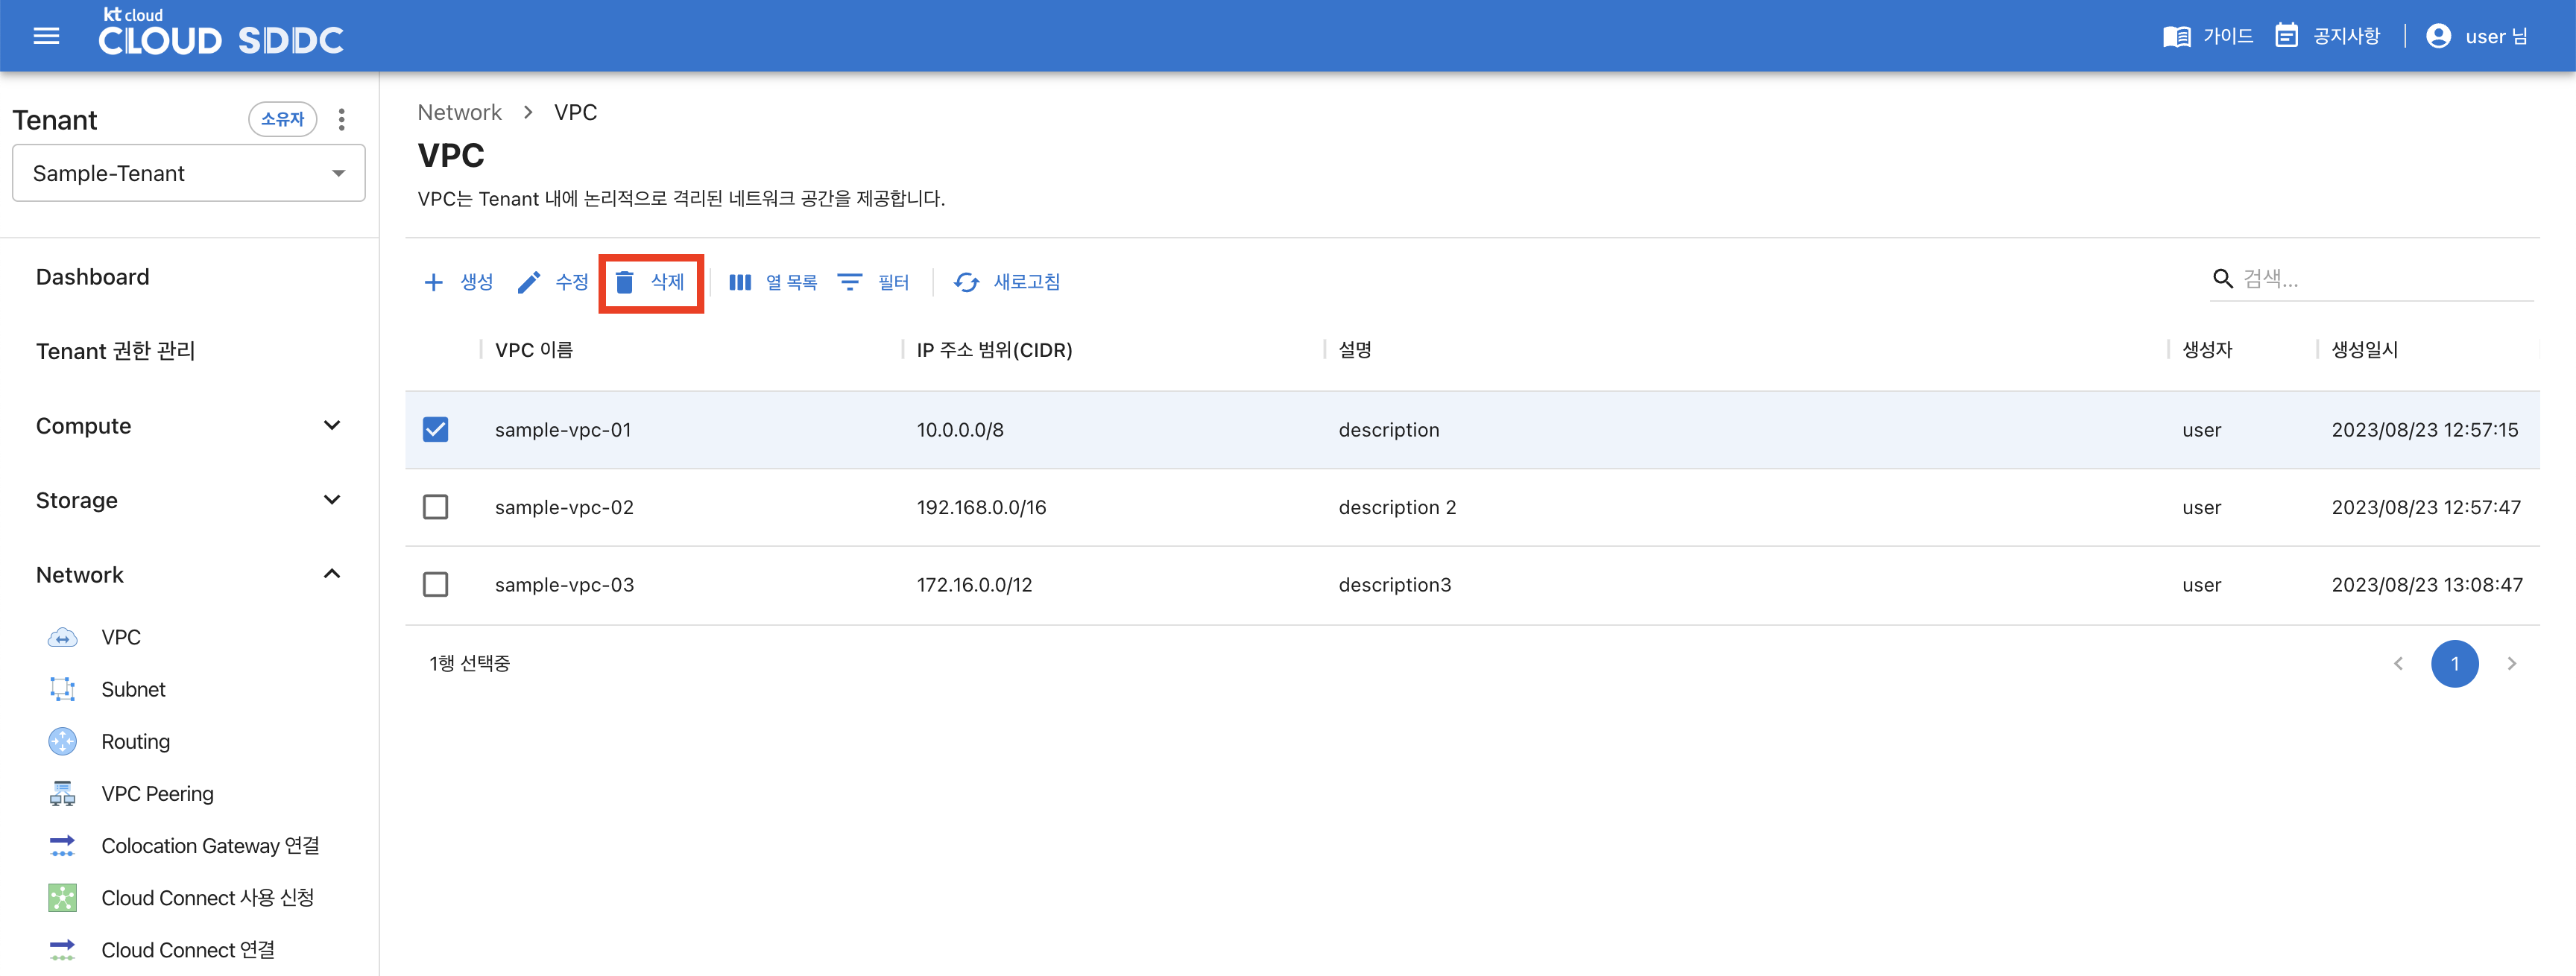 kt cloud
CLOUD SDDC
가이드
공지사항
user 님
Tenant
소유자
Sample-Tenant
Dashboard
Tenant 권한 관리
Compute
Storage
Network
VPC
Subnet
Routing
VPC Peering
Colocation Gateway 연결
Cloud Connect 사용 신청
Cloud Connect 연결
Network > VPC
VPC
VPC는 Tenant 내에 논리적으로 격리된 네트워크 공간을 제공합니다.
생성 수정 삭제 열 목록 필터 새로고침
검색...
VPC 이름 IP 주소 범위(CIDR) 설명 생성자 생성일시
sample-vpc-01 10.0.0.0/8 description user 2023/08/23 12:57:15
sample-vpc-02 192.168.0.0/16 description 2 user 2023/08/23 12:57:47
sample-vpc-03 172.16.0.0/12 description3 user 2023/08/23 13:08:47
1행 선택중
1